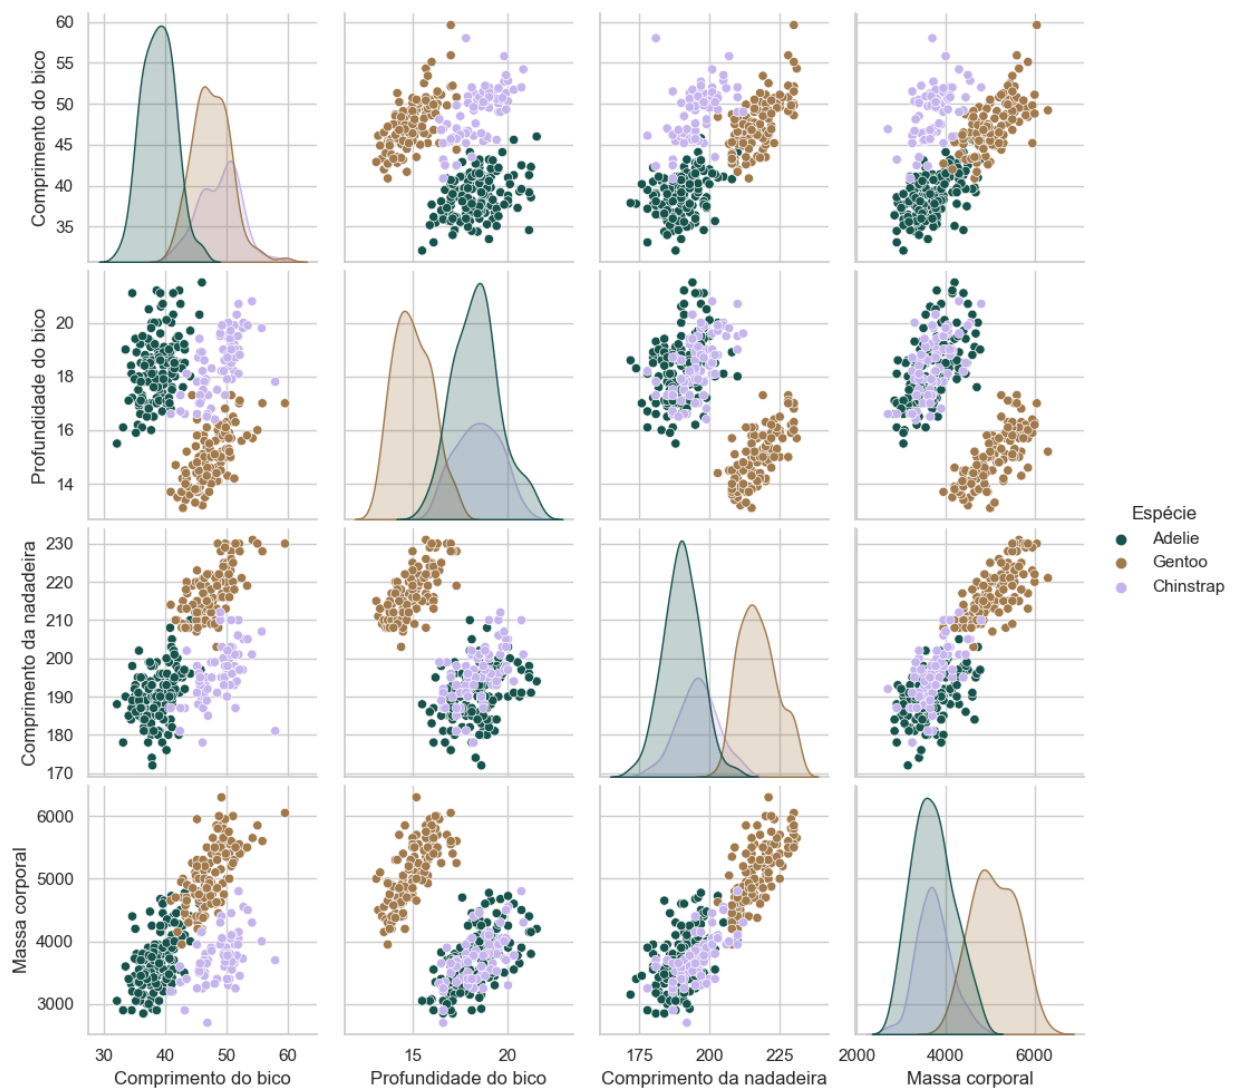 Comprimento do bico
60
55
50
45
40
35
Profundidade do bico
20
18
16
14
Comprimento da nadadeira
230
220
210
200
190
180
170
Massa corporal
6000
5000
4000
3000
30 40 50 60
15 20
175 200 225
2000 4000 6000
Comprimento do bico
Profundidade do bico
Comprimento da nadadeira
Massa corporal
Espécie
Adelie
Gentoo
Chinstrap